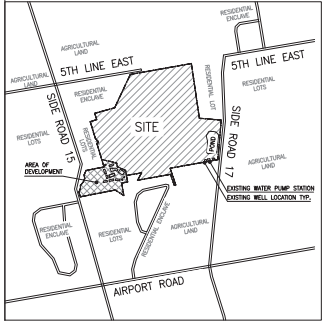 AGRICULTURAL
LAND
5TH LINE EAST
AGRICULTURAL
LAND
RESIDENTIAL
ENCLAVE
RESIDENTIAL LOT
5TH LINE EAST
RESIDENTIAL
LOTS
SITE
SIDE ROAD 15
SIDE ROAD 17
RESIDENTIAL
LOTS
RESIDENTIAL
LOTS
POND
AREA OF
DEVELOPMENT
AGRICULTURAL
LAND
EXISTING WATER PUMP STATION
EXISTING WELL LOCATION TYP.
RESIDENTIAL
ENCLAVE
RESIDENTIAL
LOTS
RESIDENTIAL ENCLAVE
AGRICULTURAL
LAND
AIRPORT ROAD